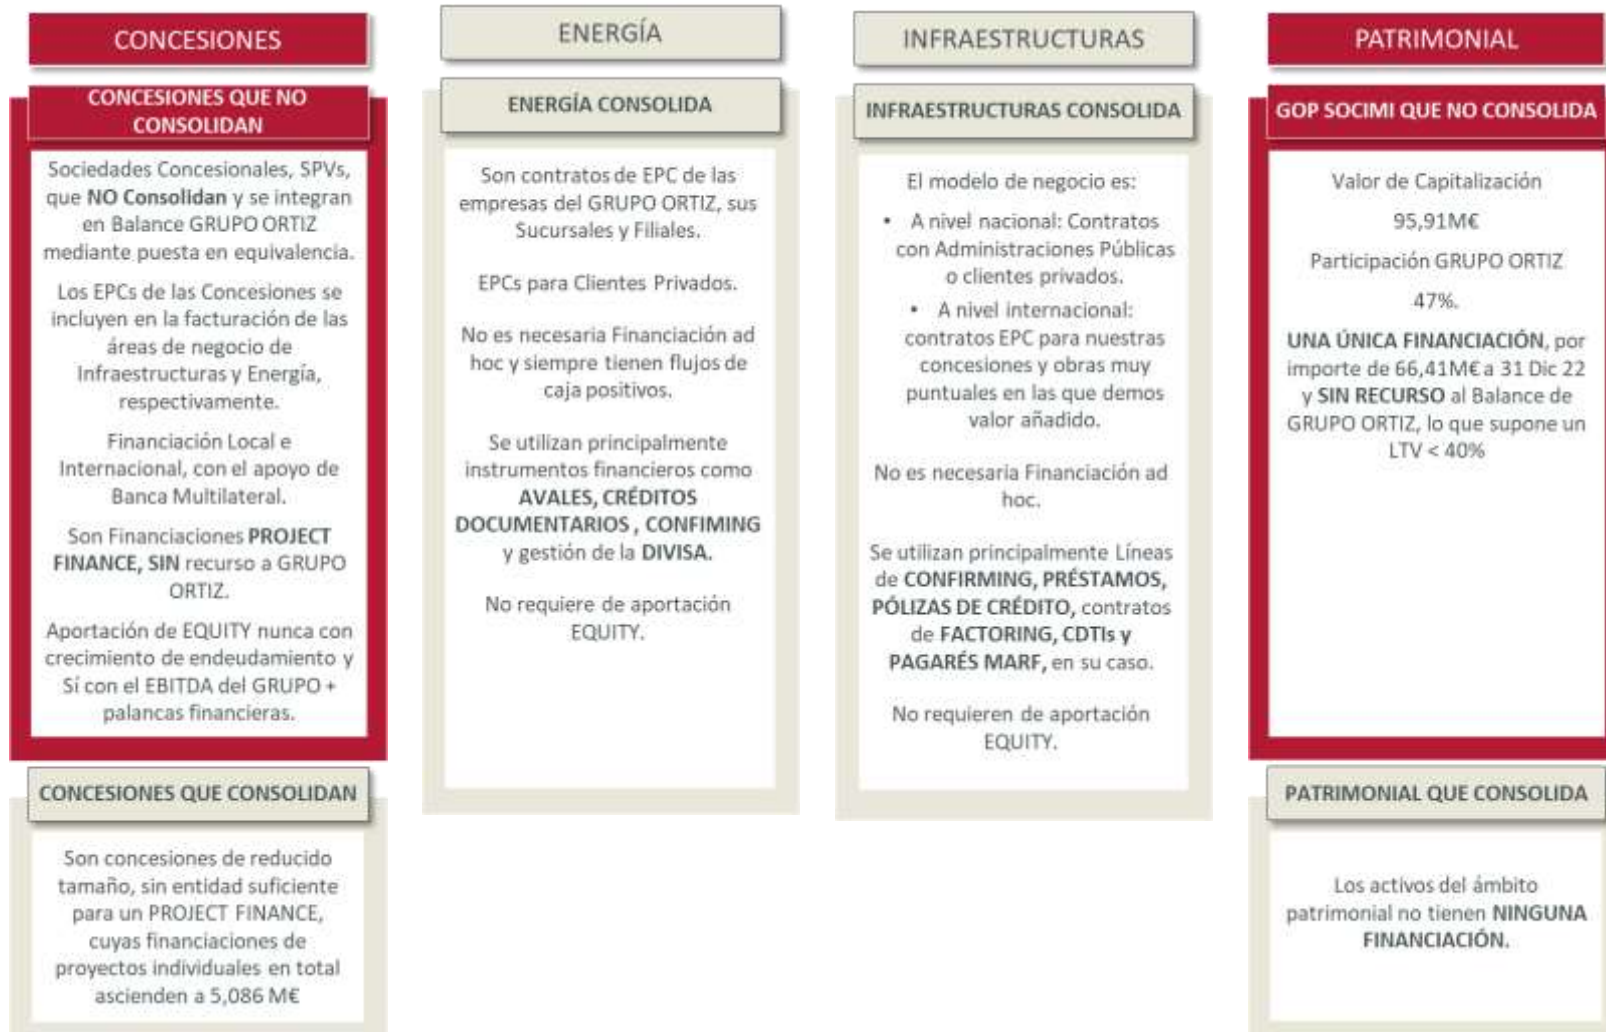 CONCESIONES
CONCESIONES QUE NO
CONSOLIDAN
Sociedades Concesionales, SPVs,
que NO Consolidan y se integran
en Balance GRUPO ORTIZ
mediante puesta en equivalencia.
Los EPCs de las Concesiones se
incluyen en la facturación de las
áreas de negocio de
Infraestructuras y Energía,
respectivamente.
Financiación Local e
Internacional, con el apoyo de
Banca Multilateral.
Son Financiaciones PROJECT
FINANCE, SIN recurso a GRUPO
ORTIZ.
Aportación de EQUITY nunca con
crecimiento de endeudamiento y
Sí con el EBITDA del GRUPO +
palancas financieras.
CONCESIONES QUE CONSOLIDAN
Son concesiones de reducido
tamaño, sin entidad suficiente
para un PROJECT FINANCE,
cuyas financiaciones de
proyectos individuales en total
ascienden a 5,086 M€
ENERGÍA
ENERGÍA CONSOLIDA
Son contratos de EPC de las
empresas del GRUPO ORTIZ, sus
Sucursales y Filiales.
EPCs para Clientes Privados.
No es necesaria Financiación ad
hoc y siempre tienen flujos de
caja positivos.
Se utilizan principalmente
instrumentos financieros como
AVALES, CRÉDITOS
DOCUMENTARIOS , CONFIMING
y gestión de la DIVISA.
No requiere de aportación
EQUITY.
INFRAESTRUCTURAS
INFRAESTRUCTURAS CONSOLIDA
El modelo de negocio es:
• A nivel nacional: Contratos
con Administraciones Públicas
o clientes privados.
• A nivel internacional:
contratos EPC para nuestras
concesiones y obras muy
puntuales en las que demos
valor añadido.
No es necesaria Financiación ad
hoc.
Se utilizan principalmente Líneas
de CONFIRMING, PRÉSTAMOS,
PÓLIZAS DE CRÉDITO, contratos
de FACTORING, CDTIs y
PAGARÉS MARF, en su caso.
No requieren de aportación
EQUITY.
PATRIMONIAL
GOP SOCIMI QUE NO CONSOLIDA
Valor de Capitalización
95,91M€
Participación GRUPO ORTIZ
47%.
UNA ÚNICA FINANCIACIÓN, por
importe de 66,41M€ a 31 Dic 22
y SIN RECURSO al Balance de
GRUPO ORTIZ, lo que supone un
LTV < 40%
PATRIMONIAL QUE CONSOLIDA
Los activos del ámbito
patrimonial no tienen NINGUNA
FINANCIACIÓN.